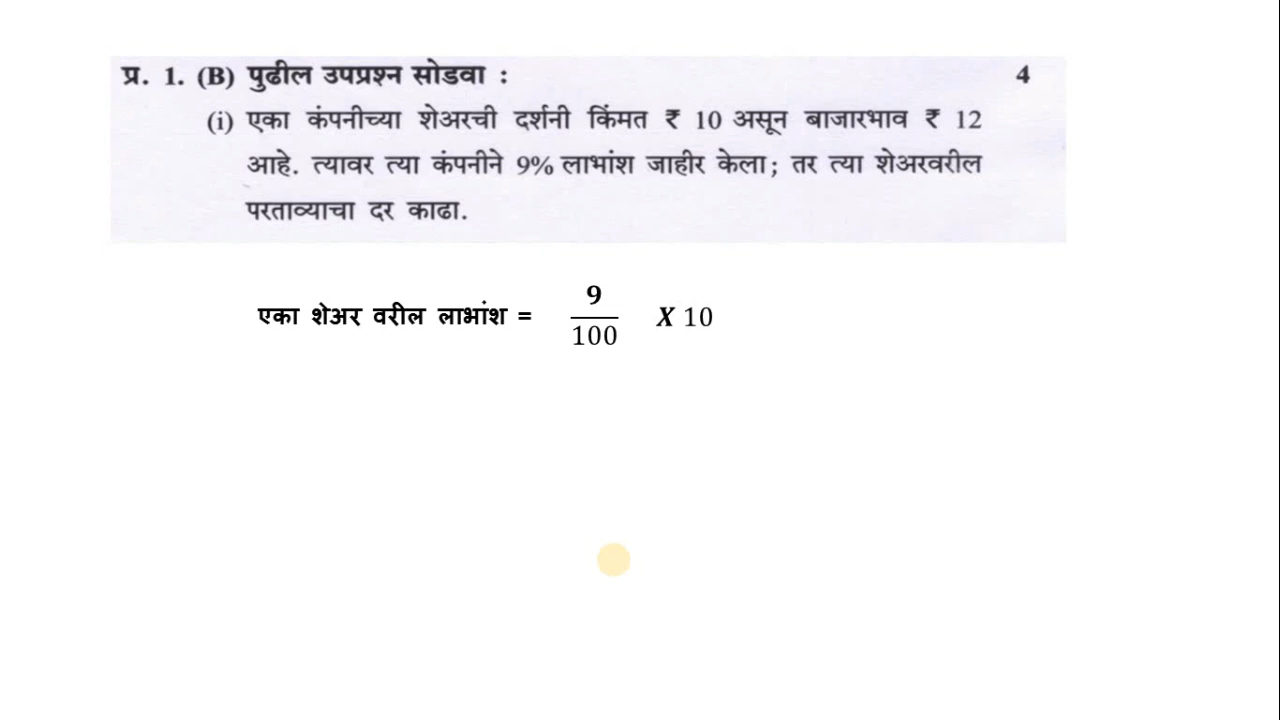 प्र. 1. (B) पुढील उपप्रश्न सोडवा : 4
(i) एका कंपनीच्या शेअरची दर्शनी किंमत ₹ 10 असून बाजारभाव ₹ 12
आहे. त्यावर त्या कंपनीने 9% लाभांश जाहीर केला; तर त्या शेअरवरील
परताव्याचा दर काढा.
एका शेअर वरील लाभांश = 9/100 X 10